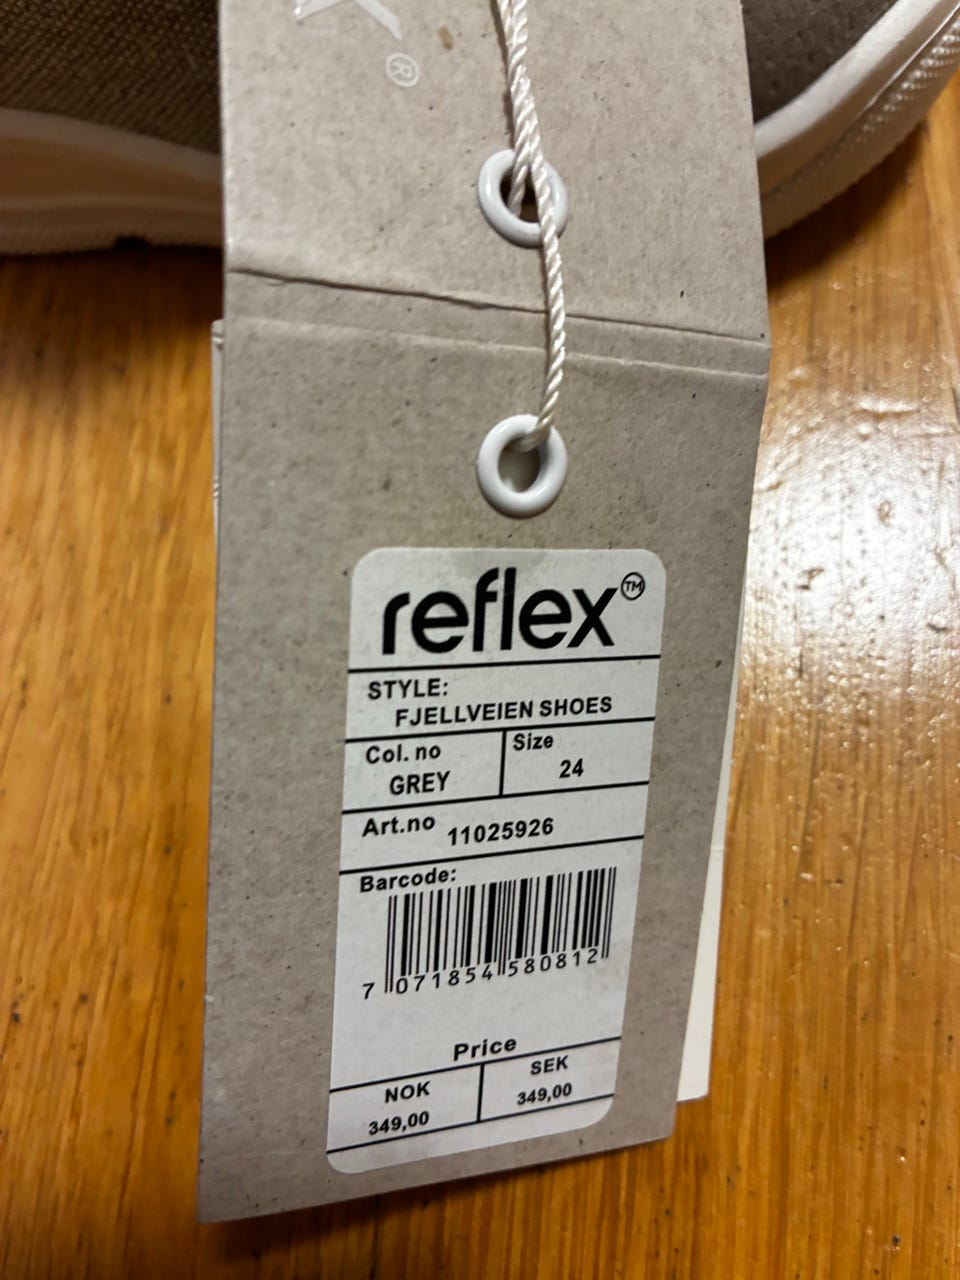 ®
reflex™
STYLE:
FJELLVEIEN SHOES
Col. no
GREY
Size
24
Art.no 11025926
Barcode:
7 071854 580812
Price
NOK
349,00
SEK
349,00